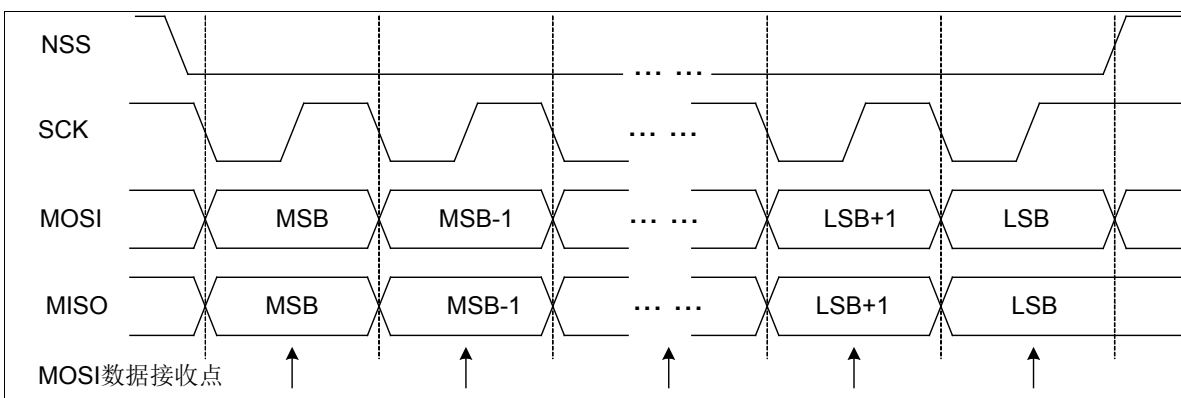 NSS
... ...
SCK
... ...
MOSI MSB MSB-1 ... ... LSB+1 LSB
MISO MSB MSB-1 ... ... LSB+1 LSB
MOSI数据接收点